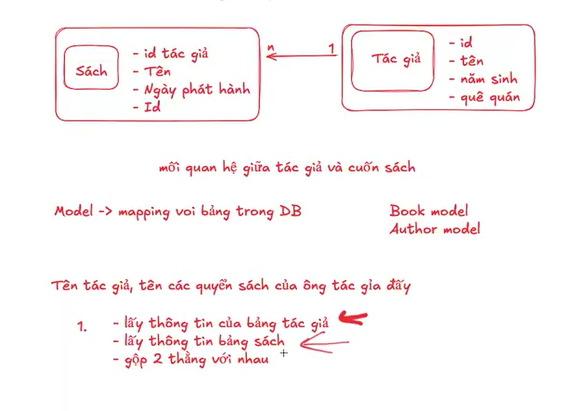 Sách
- id tác giả
- Tên
- Ngày phát hành
- Id
n
1
Tác giả
- id
- tên
- năm sinh
- quê quán
mối quan hệ giữa tác giả và cuốn sách
Model -> mapping voi bảng trong DB
Book model
Author model
Tên tác giả, tên các quyển sách của ông tác gỉa đấy
1.
- lấy thông tin của bảng tác giả
- lấy thông tin bảng sách
- gộp 2 thằng với nhau